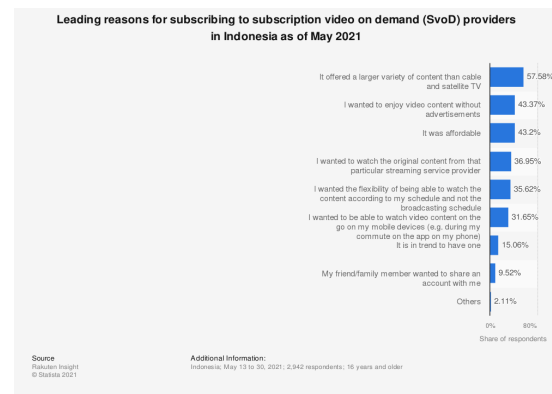 Leading reasons for subscribing to subscription video on demand (SvoD) providers
in Indonesia as of May 2021
It offered a larger variety of content than cable
and satellite TV
57.58%
I wanted to enjoy video content without
advertisements
43.37%
It was affordable
43.2%
I wanted to watch the original content from that
particular streaming service provider
36.95%
I wanted the flexibility of being able to watch the
content according to my schedule and not the
broadcasting schedule
35.62%
I wanted to be able to watch video content on the
go on my mobile devices (e.g. during my
commute on the app on my phone)
31.65%
It is in trend to have one
15.06%
My friend/family member wanted to share an
account with me
9.52%
Others
2.11%
0% 80%
Share of respondents
Source
Rakuten Insight
© Statista 2021
Additional Information:
Indonesia; May 13 to 30, 2021; 2,942 respondents; 16 years and older